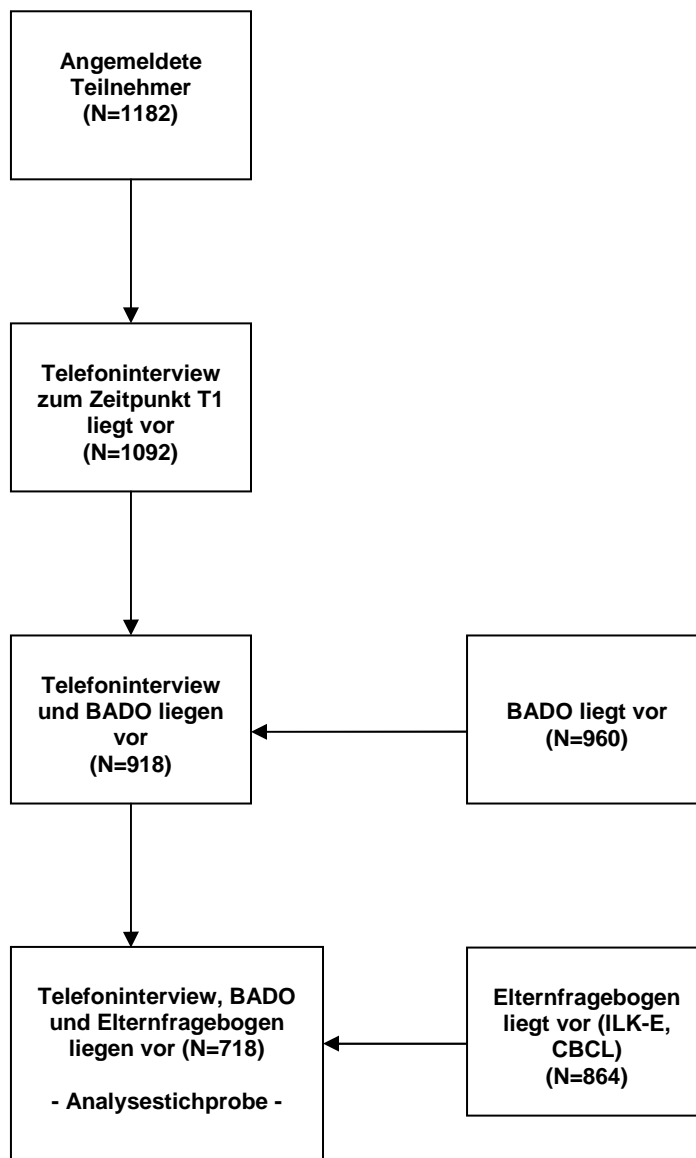 Angemeldete
Teilnehmer
(N=1182)
Telefoninterview
zum Zeitpunkt T1
liegt vor
(N=1092)
Telefoninterview
und BADO liegen
vor
(N=918)
BADO liegt vor
(N=960)
Telefoninterview, BADO
und Elternfragebogen
liegen vor (N=718)
- Analysestichprobe -
Elternfragebogen
liegt vor (ILK-E,
CBCL)
(N=864)